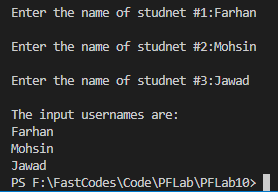 Enter the name of studnet #1:Farhan
Enter the name of studnet #2:Mohsin
Enter the name of studnet #3:Jawad
The input usernames are:
Farhan
Mohsin
Jawad
PS F:\FastCodes\Code\PFLab\PFLab10>